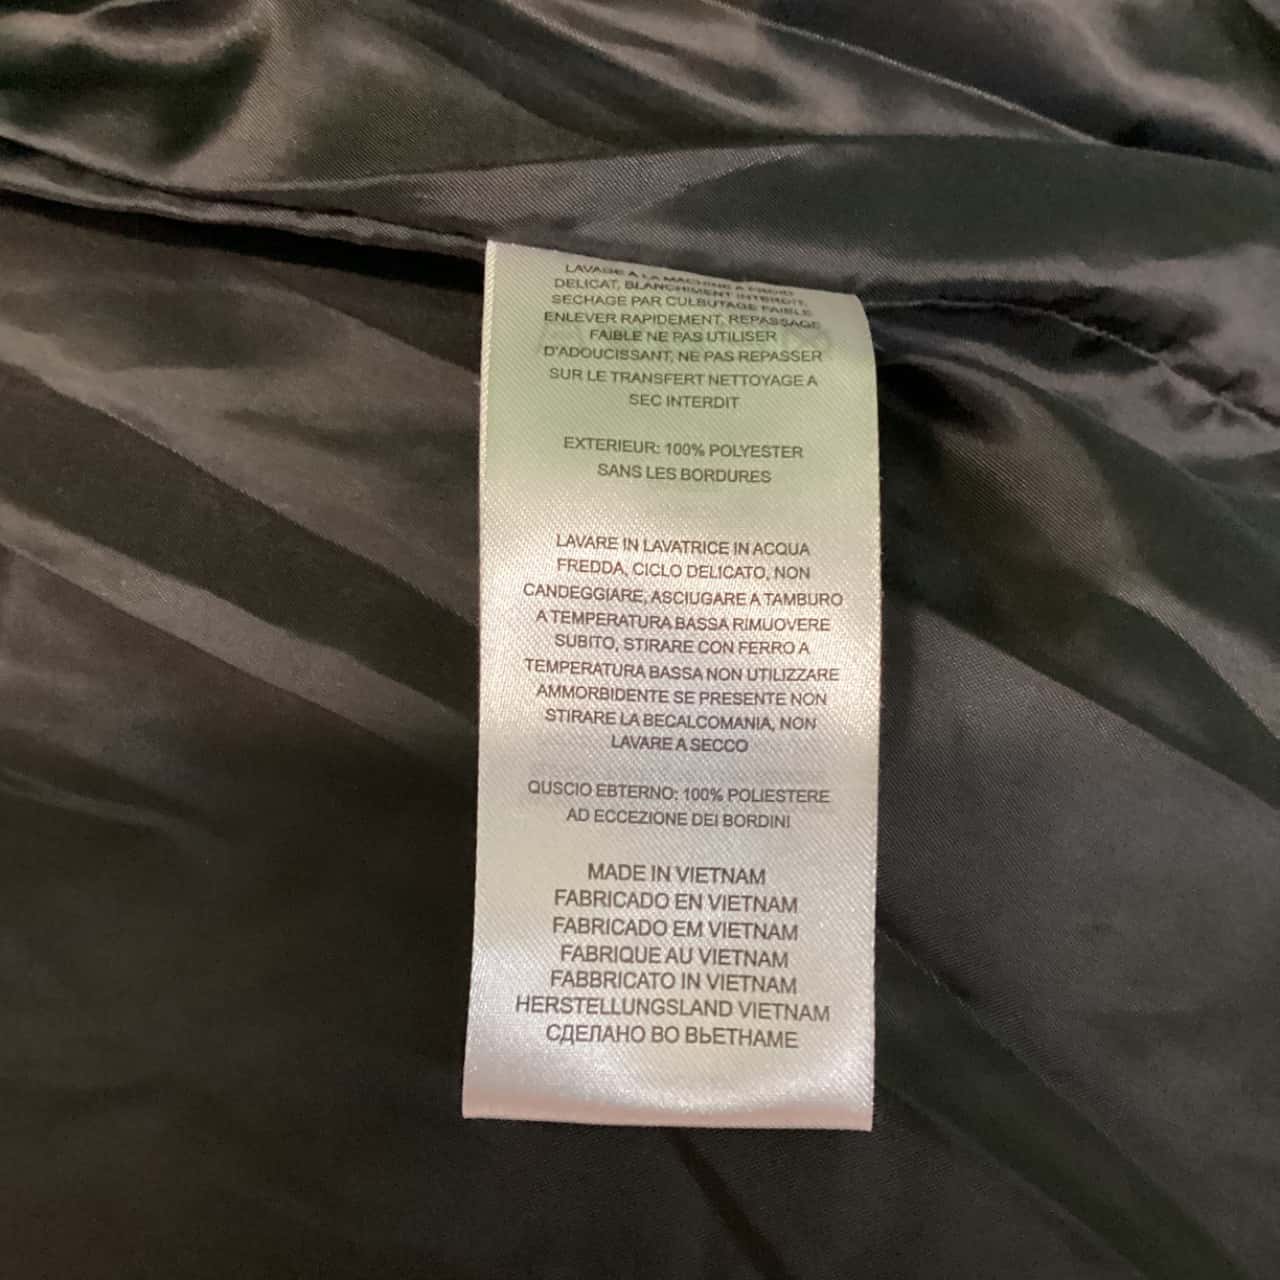 LAVAGE A LA MACHINE A FROID
DELICAT, BLANCHIMENT INTERDIT,
SECHAGE PAR CULBUTAGE FAIBLE
ENLEVER RAPIDEMENT, REPASSAGE
FAIBLE NE PAS UTILISER
D'ADOUCISSANT, NE PAS REPASSER
SUR LE TRANSFERT NETTOYAGE A
SEC INTERDIT
EXTERIEUR: 100% POLYESTER
SANS LES BORDURES
LAVARE IN LAVATRICE IN ACQUA
FREDDA, CICLO DELICATO, NON
CANDEGGIARE, ASCIUGARE A TAMBURO
A TEMPERATURA BASSA RIMUOVERE
SUBITO, STIRARE CON FERRO A
TEMPERATURA BASSA NON UTILIZZARE
AMMORBIDENTE SE PRESENTE NON
STIRARE LA BECALCOMANIA, NON
LAVARE A SECCO
QUSCIO EBTERNO: 100% POLIESTERE
AD ECCEZIONE DEI BORDINI
MADE IN VIETNAM
FABRICADO EN VIETNAM
FABRICADO EM VIETNAM
FABRIQUE AU VIETNAM
FABBRICATO IN VIETNAM
HERSTELLUNGSLAND VIETNAM
СДЕЛАНО ВО ВЬЕТНАМЕ